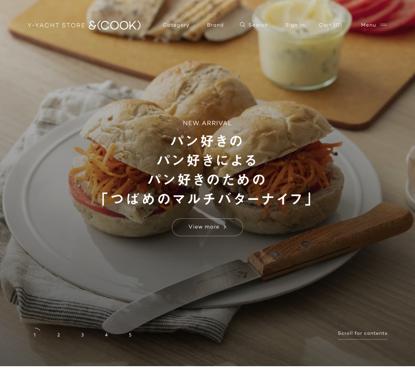 Y-YACHT STORE &(COOK)
Category
Brand
Search
Sign in
Cart (0)
Menu
NEW ARRIVAL
パン好きの
パン好きによる
パン好きのための
「つばめのマルチバターナイフ」
View more
1 2 3 4 5
Scroll for contents